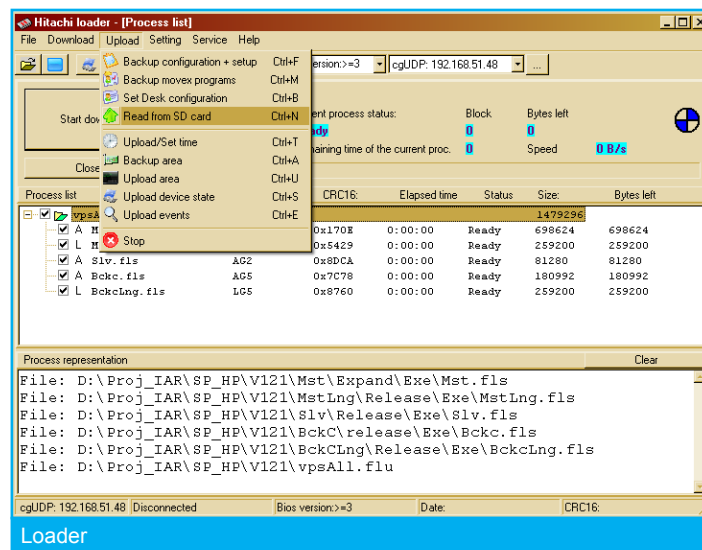 Hitachi loader - [Process list]
File Download Upload Setting Service Help
Backup configuration + setup Ctrl+F
ersion:>=3 cgUDP: 192.168.51.48 ...
Backup movex programs Ctrl+M
Set Desk configuration Ctrl+B
Start dow Read from SD card Ctrl+N
ent process status: Block Bytes left
ady 0 0
Upload/Set time Ctrl+T
naining time of the current proc. 0 Speed 0 B/s
Backup area Ctrl+A
Close
Upload area Ctrl+U
Process list Upload device state Ctrl+S CRC16: Elapsed time Status Size: Bytes left
Upload events Ctrl+E
vpsA 1479296
A M 0x170E 0:00:00 Ready 698624 698624
Stop
L M 0x5429 0:00:00 Ready 259200 259200
A Slv.fls AG2 0x8DCA 0:00:00 Ready 81280 81280
A Bckc.fls AG5 0x7C78 0:00:00 Ready 180992 180992
L BckcLng.fls LG5 0x8760 0:00:00 Ready 259200 259200
Process representation Clear
File: D:\Proj_IAR\SP_HP\V121\Mst\Expand\Exe\Mst.fls
File: D:\Proj_IAR\SP_HP\V121\MstLng\Release\Exe\MstLng.fls
File: D:\Proj_IAR\SP_HP\V121\Slv\Release\Exe\Slv.fls
File: D:\Proj_IAR\SP_HP\V121\BckC\release\Exe\Bckc.fls
File: D:\Proj_IAR\SP_HP\V121\BckCLng\Release\Exe\BckcLng.fls
File: D:\Proj_IAR\SP_HP\V121\vpsAll.flu
cgUDP: 192.168.51.48 Disconnected Bios version:>=3 Date: CRC16:
Loader